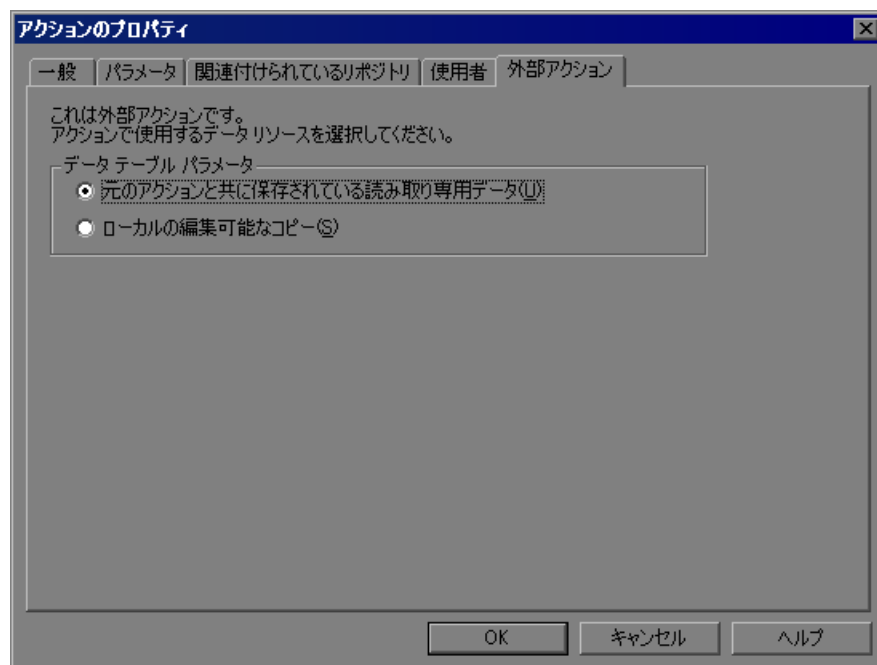 アクションのプロパティ
一般 パラメータ 関連付けられているリポジトリ 使用者 外部アクション
これは外部アクションです。
アクションで使用するデータ リソースを選択してください。
データ テーブル パラメータ
元のアクションと共に保存されている読み取り専用データ(U)
ローカルの編集可能なコピー(S)
OK キャンセル ヘルプ